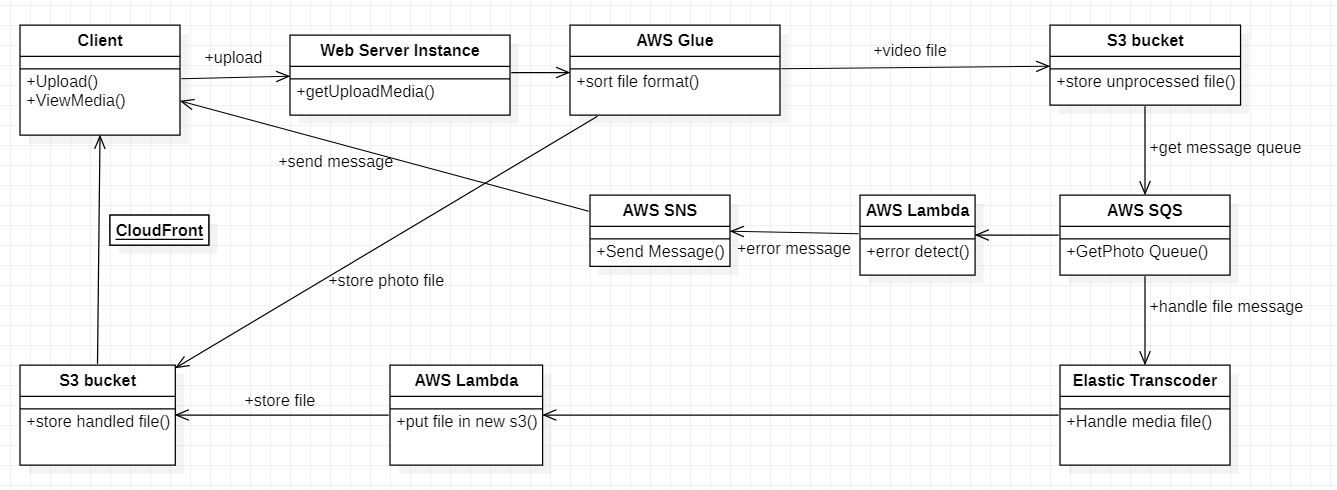 Client
+Upload()
+ViewMedia()
+upload
Web Server Instance
+getUploadMedia()
AWS Glue
+sort file format()
+video file
S3 bucket
+store unprocessed file()
+get message queue
+send message
AWS SNS
+Send Message()
+error message
AWS Lambda
+error detect()
AWS SQS
+GetPhoto Queue()
CloudFront
+store photo file
+handle file message
S3 bucket
+store handled file()
+store file
AWS Lambda
+put file in new s3()
Elastic Transcoder
+Handle media file()